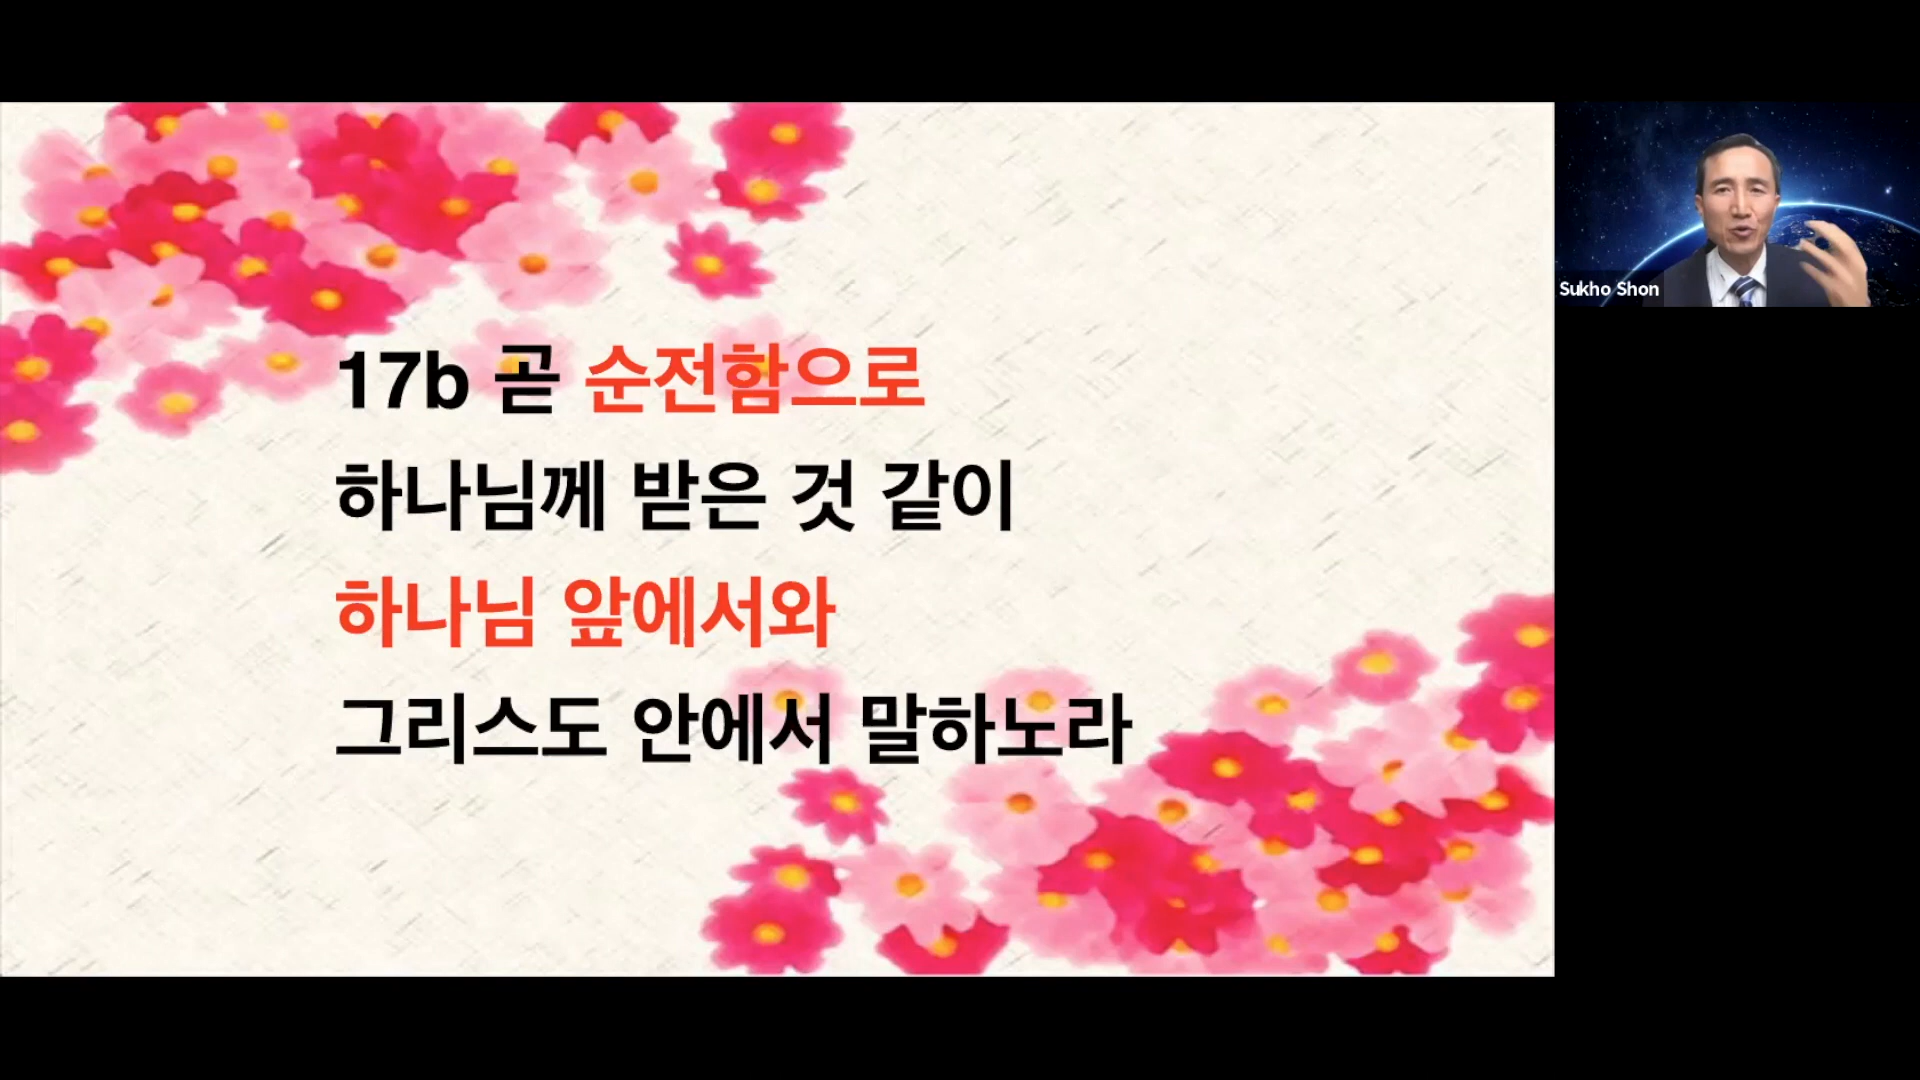 17b 곧 순전함으로
하나님께 받은 것 같이
하나님 앞에서와
그리스도 안에서 말하노라
Sukho Shon